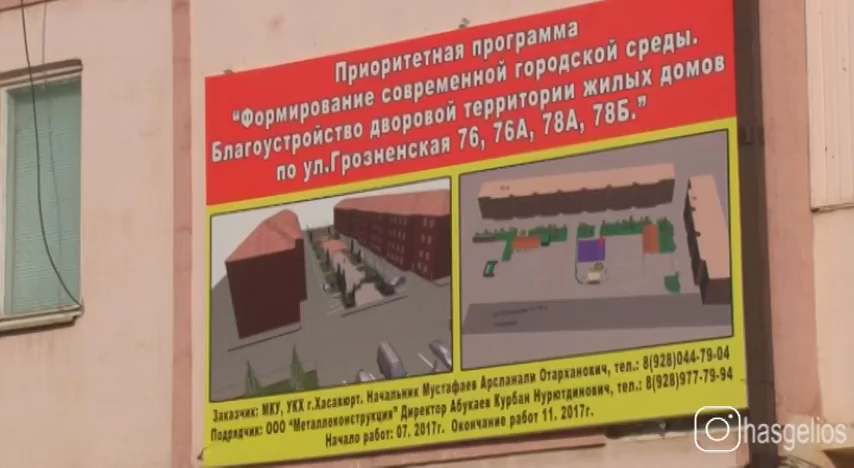 Приоритетная программа
"Формирование современной городской среды.
Благоустройство дворовой территории жилых домов
по ул.Грозненская 76, 76А, 78А, 78Б."
Заказчик: МКУ, УКХ г.Хасавюрт. Начальник Мустафаев Арсланали Отарханович, тел.: 8(928)044-79-04
Подрядчик: ООО "Металлоконструкция" Директор Абукаев Курбан Нурютдинович, тел.: 8(928)977-79-94
Начало работ: 07. 2017г. Окончание работ 11. 2017г.
hasgelios